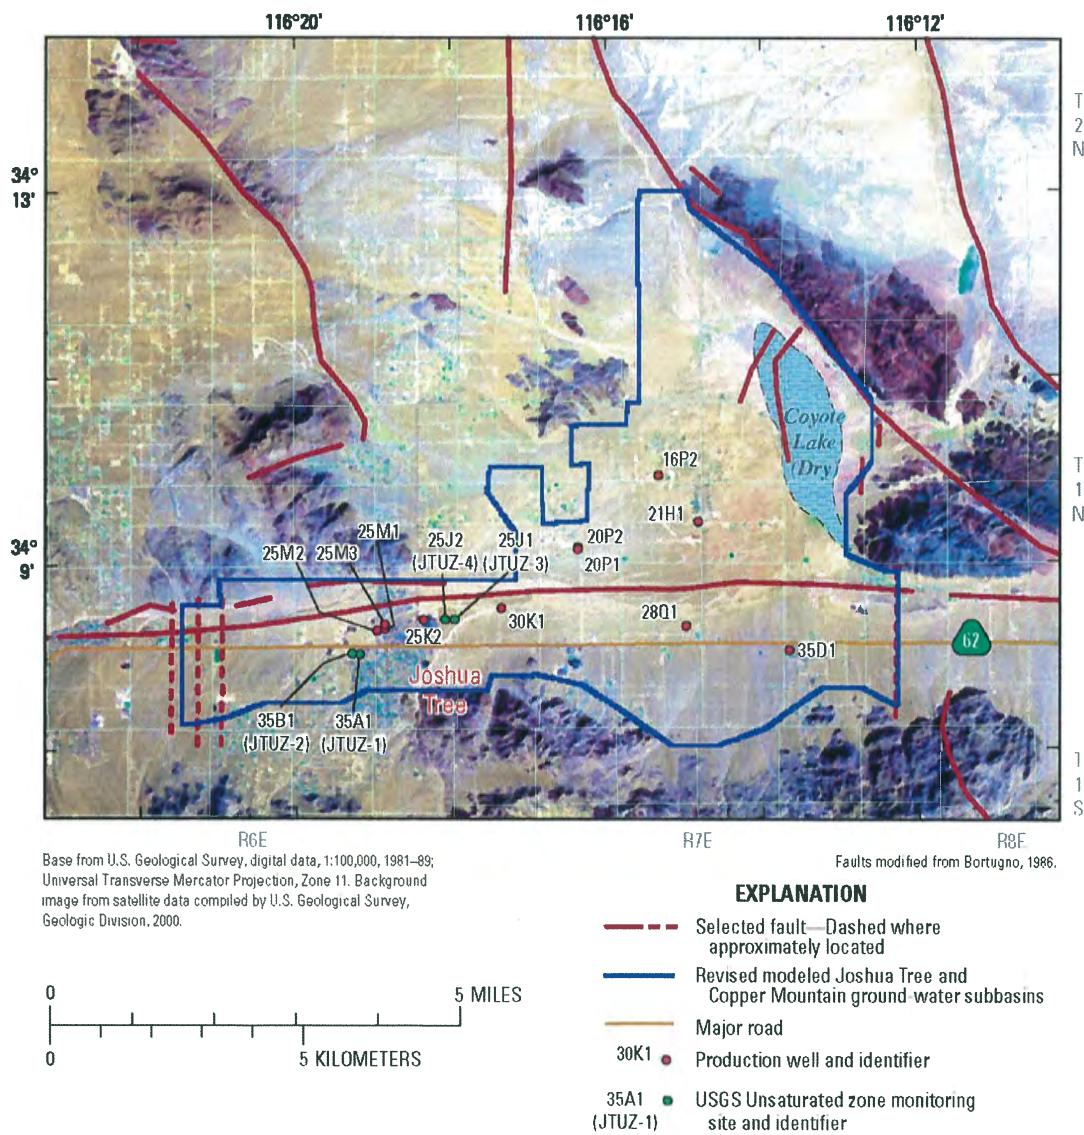 116°20'
116°16'
116°12'
T
2
N
34°
13'
Coyote
Lake
(Dry)
T
1
N
16P2
21H1
25M1
25M3
25M2
25J2
(JTUZ-4)
25J1
(JTUZ-3)
20P2
20P1
34°
9'
30K1
28Q1
25K2
35D1
62
Joshua
Tree
35B1
(JTUZ-2)
35A1
(JTUZ-1)
T
1
S
R6E
R7E
R8E
Base from U.S. Geological Survey, digital data, 1:100,000, 1981–89;
Universal Transverse Mercator Projection, Zone 11. Background
image from satellite data compiled by U.S. Geological Survey,
Geologic Division, 2000.
Faults modified from Bortugno, 1986.
EXPLANATION
Selected fault—Dashed where
approximately located
Revised modeled Joshua Tree and
Copper Mountain ground-water subbasins
Major road
30K1
Production well and identifier
35A1
(JTUZ-1)
USGS Unsaturated zone monitoring
site and identifier
0
5 MILES
0
5 KILOMETERS